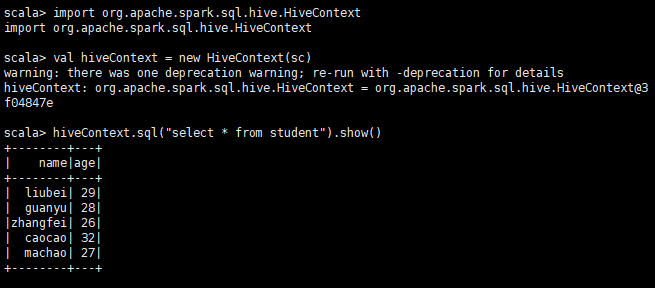 scala> import org.apache.spark.sql.hive.HiveContext
import org.apache.spark.sql.hive.HiveContext
scala> val hiveContext = new HiveContext(sc)
warning: there was one deprecation warning; re-run with -deprecation for details
hiveContext: org.apache.spark.sql.hive.HiveContext = org.apache.spark.sql.hive.HiveContext@3
f04847e
scala> hiveContext.sql("select * from student").show()
+--------+---+
|    name|age|
+--------+---+
|  liubei| 29|
|  guanyu| 28|
|zhangfei| 26|
|  caocao| 32|
|  machao| 27|
+--------+---+